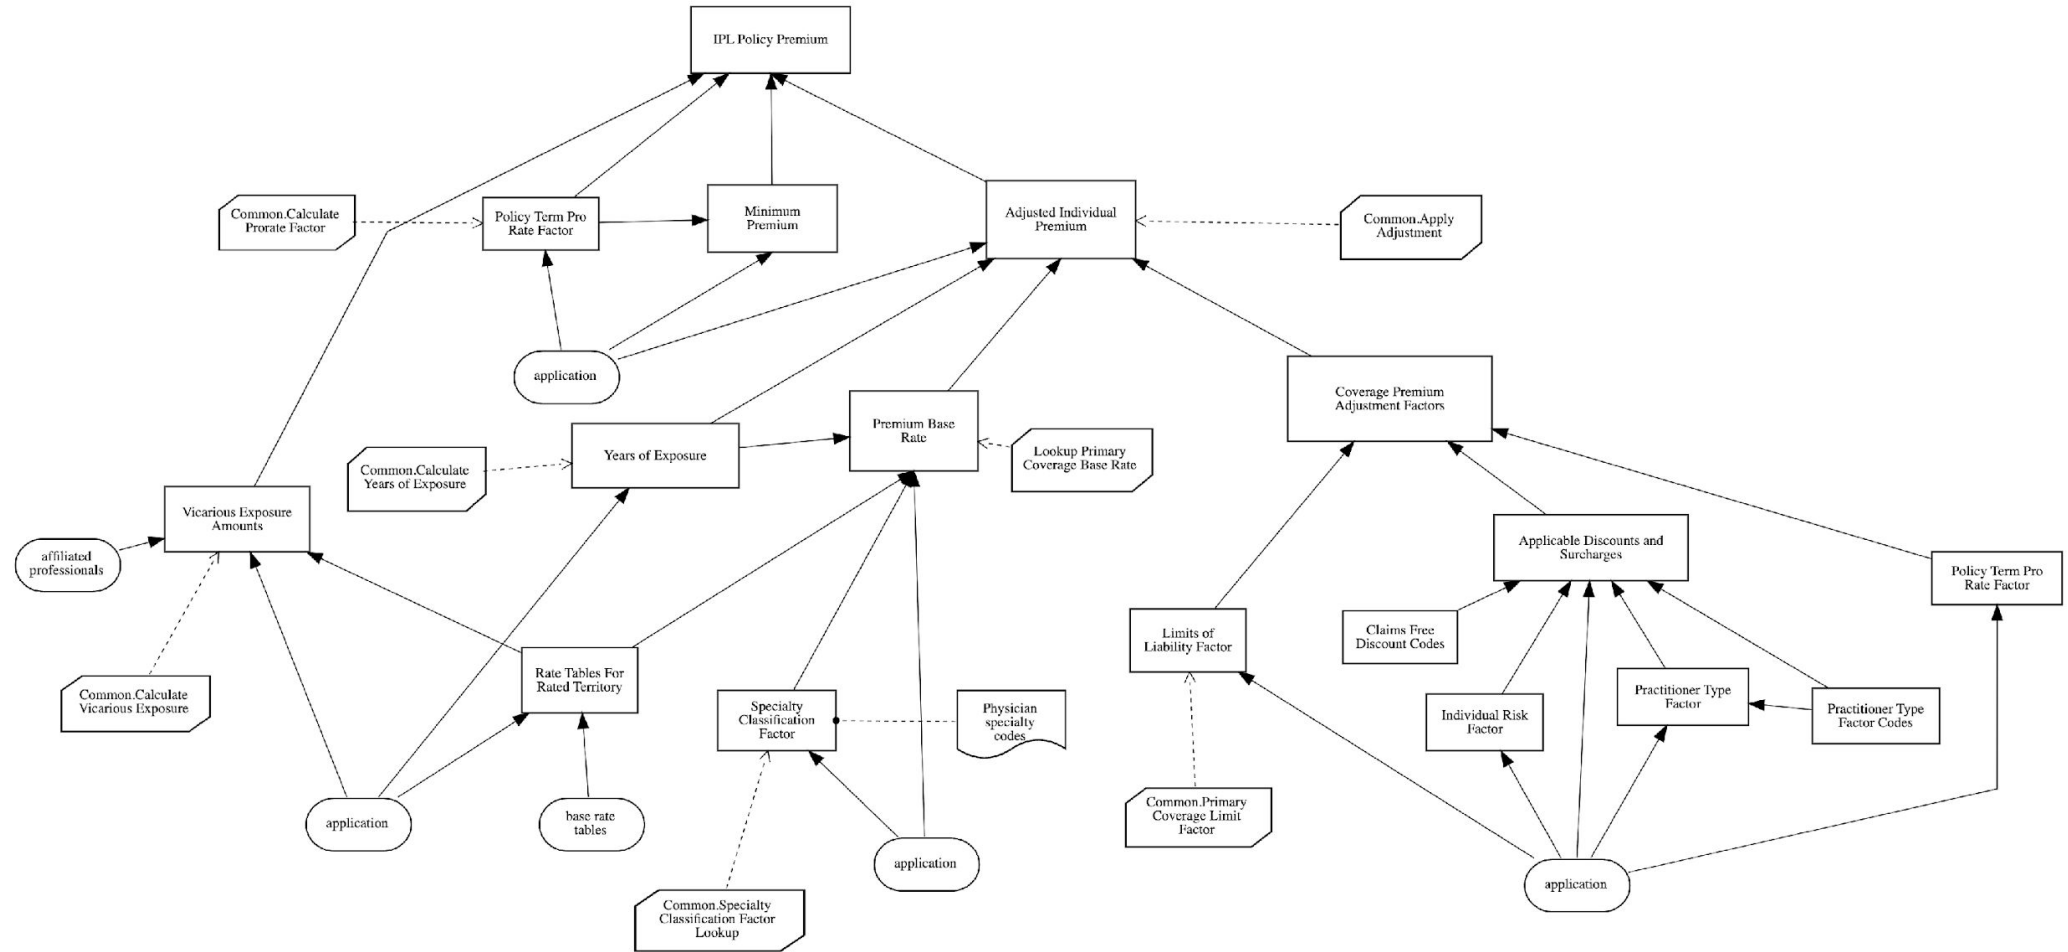 IPL Policy Premium
Common.Calculate
Prorate Factor
Policy Term Pro
Rate Factor
Minimum
Premium
Adjusted Individual
Premium
Common.Apply
Adjustment
application
Coverage Premium
Adjustment Factors
Premium Base
Rate
Years of Exposure
Common.Calculate
Years of Exposure
Lookup Primary
Coverage Base Rate
Vicarious Exposure
Amounts
affiliated
professionals
Applicable Discounts and
Surcharges
Policy Term Pro
Rate Factor
Limits of
Liability Factor
Claims Free
Discount Codes
Rate Tables For
Rated Territory
Common.Calculate
Vicarious Exposure
Specialty
Classification
Factor
Physician
specialty
codes
Individual Risk
Factor
Practitioner Type
Factor
Practitioner Type
Factor Codes
application
base rate
tables
Common.Primary
Coverage Limit
Factor
application
application
Common.Specialty
Classification Factor
Lookup